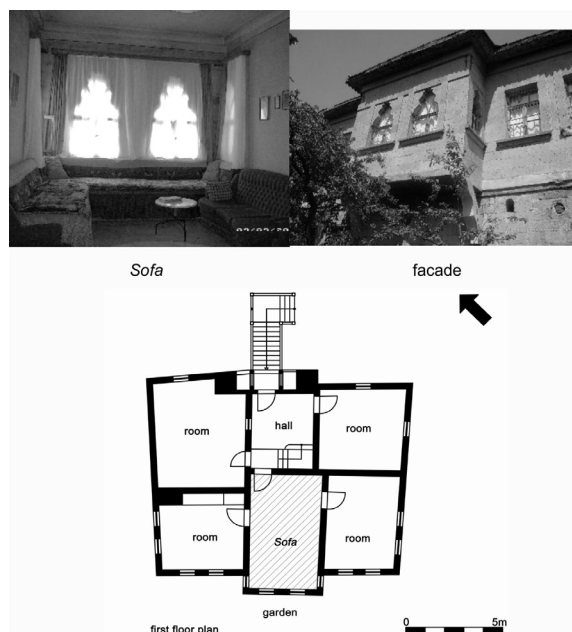 Sofa
facade
room
hall
room
room
Sofa
room
garden
first floor plan
0 5m